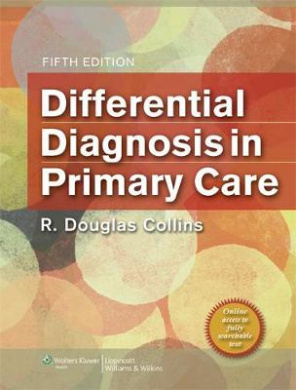 FIFTH EDITION
Differential
Diagnosis in
Primary Care
R. Douglas Collins
Online
access to
fully
searchable
text
Wolters Kluwer
Health
Lippincott
Williams & Wilkins